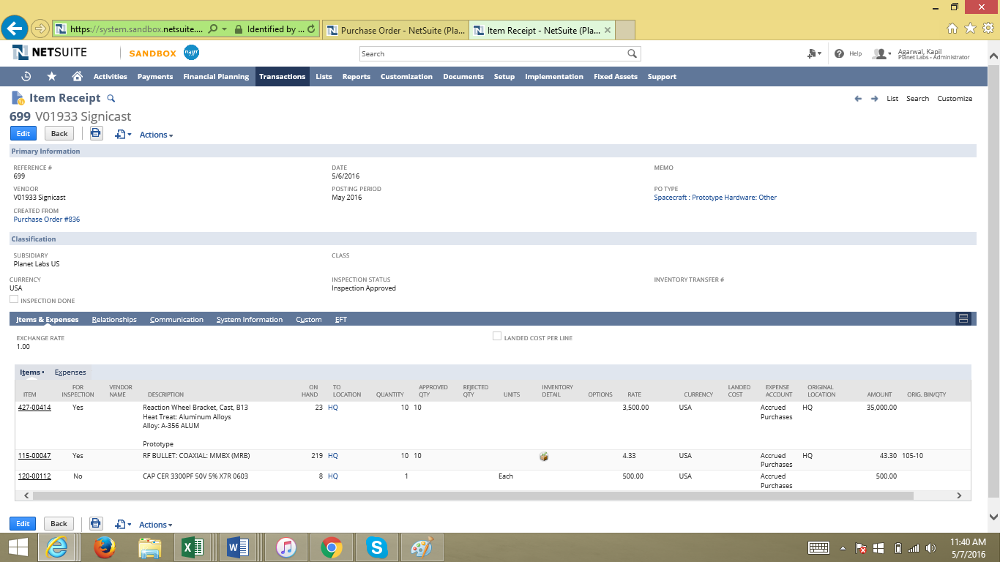 https://system.sandbox.netsuite.... Identified by ... Purchase Order - NetSuite (Pla... Item Receipt - NetSuite (Pla...
NETSUITE SANDBOX PLANET LABS Search Help Agarwal, Kapil
Planet Labs - Administrator
Activities Payments Financial Planning Transactions Lists Reports Customization Documents Setup Implementation Fixed Assets Support
Item Receipt List Search Customize
699 V01933 Signicast
Edit Back Actions
Primary Information
REFERENCE # DATE MEMO
699 5/6/2016
VENDOR POSTING PERIOD PO TYPE
V01933 Signicast May 2016 Spacecraft : Prototype Hardware: Other
CREATED FROM
Purchase Order #836
Classification
SUBSIDIARY CLASS
Planet Labs US
CURRENCY INSPECTION STATUS INVENTORY TRANSFER #
USA Inspection Approved
INSPECTION DONE
Items & Expenses Relationships Communication System Information Custom EFT
EXCHANGE RATE LANDED COST PER LINE
1.00
Items • Expenses
FOR VENDOR ON TO APPROVED REJECTED INVENTORY LANDED EXPENSE ORIGINAL
ITEM INSPECTION NAME DESCRIPTION HAND LOCATION QUANTITY QTY QTY UNITS DETAIL OPTIONS RATE CURRENCY COST ACCOUNT LOCATION AMOUNT ORIG. BIN/QTY
427-00414 Yes Reaction Wheel Bracket, Cast, B13 23 HQ 10 10 3,500.00 USA Accrued HQ 35,000.00
Heat Treat: Aluminum Alloys Purchases
Alloy: A-356 ALUM
Prototype
115-00047 Yes RF BULLET: COAXIAL: MMBX (MRB) 219 HQ 10 10 4.33 USA Accrued HQ 43.30 105-10
Purchases
120-00112 No CAP CER 3300PF 50V 5% X7R 0603 8 HQ 1 Each 500.00 USA Accrued 500.00
Purchases
Edit Back Actions
11:40 AM
5/7/2016